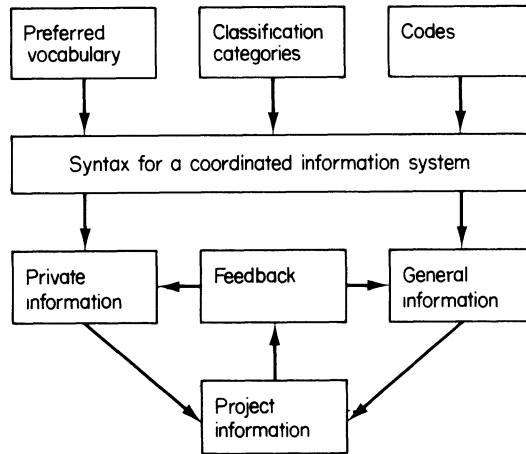 Preferred
vocabulary
Classification
categories
Codes
Syntax for a coordinated information system
Private
information
Feedback
General
information
Project
information